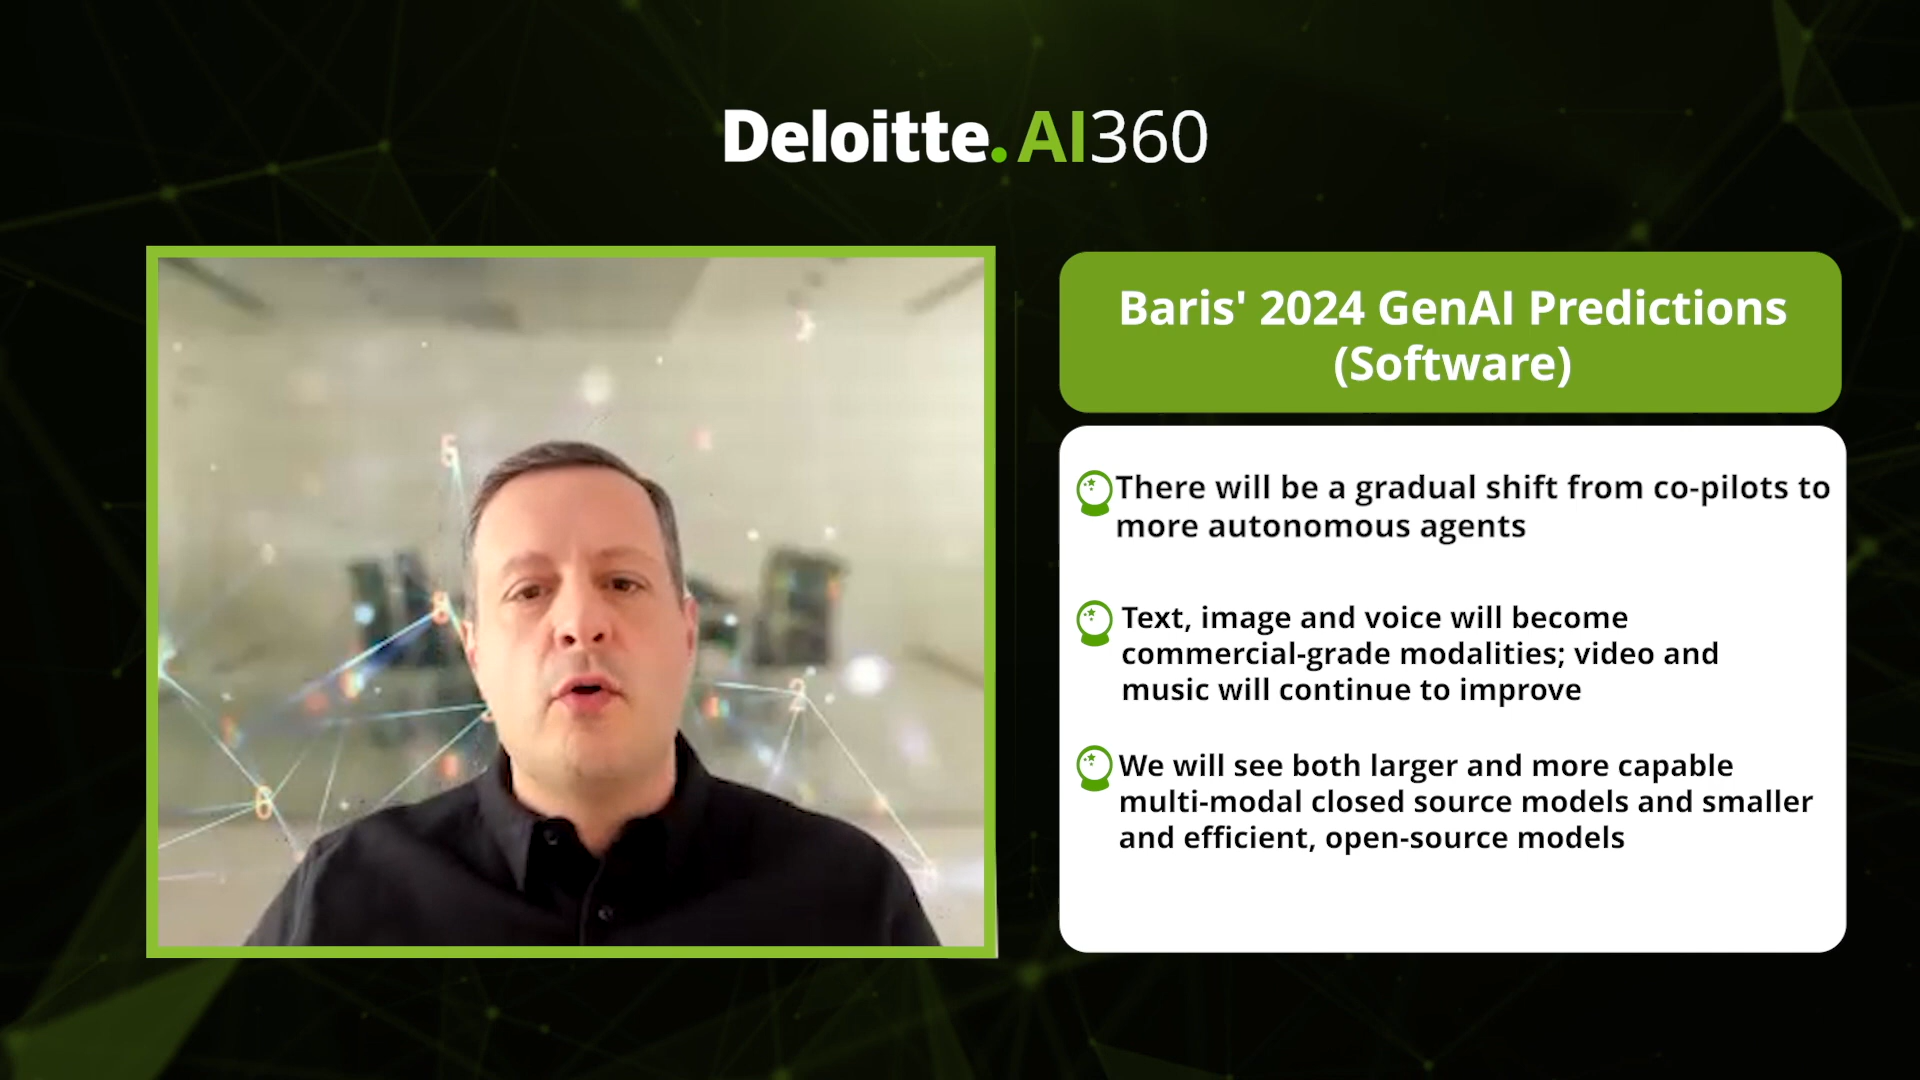 Deloitte. AI360
Baris' 2024 GenAI Predictions
(Software)
There will be a gradual shift from co-pilots to
more autonomous agents
Text, image and voice will become
commercial-grade modalities; video and
music will continue to improve
We will see both larger and more capable
multi-modal closed source models and smaller
and efficient, open-source models